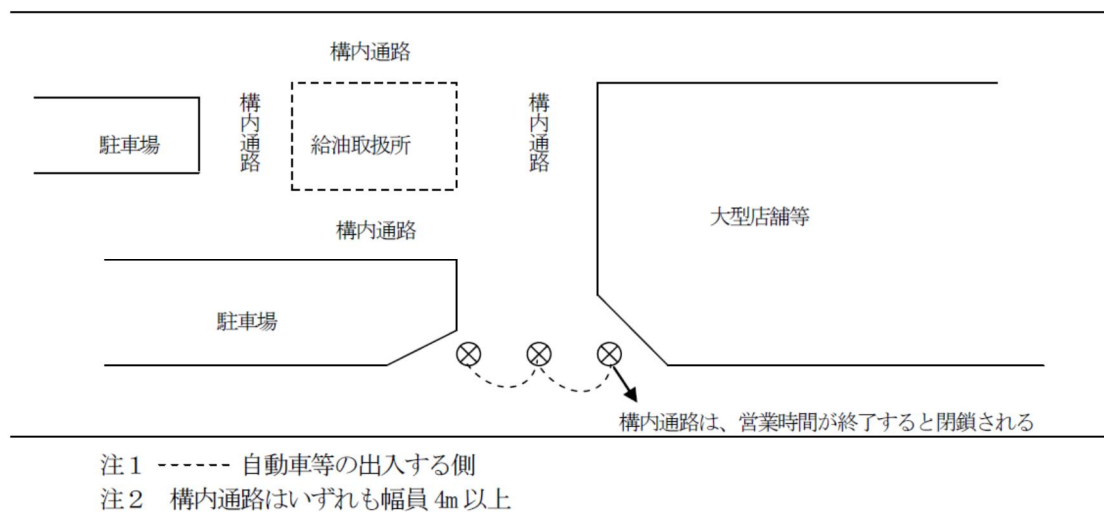 構内通路
構内通路
給油取扱所
構内通路
駐車場
大型店舗等
構内通路
駐車場
構内通路は、営業時間が終了すると閉鎖される
注1 ------ 自動車等の出入する側
注2 構内通路はいずれも幅員 4m 以上